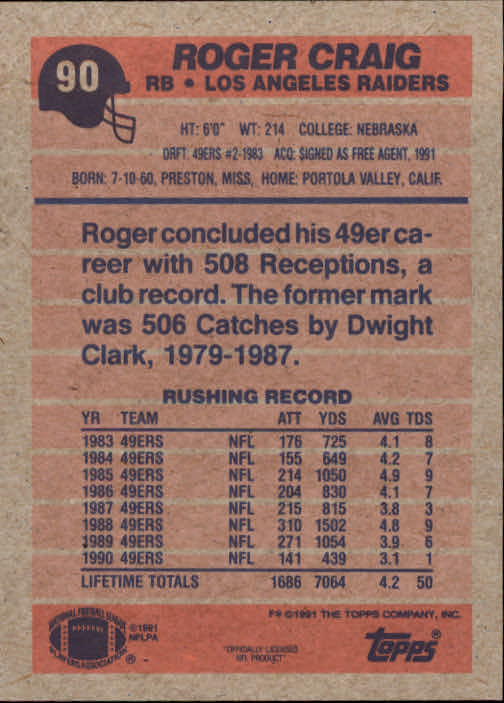 90
ROGER CRAIG
RB • LOS ANGELES RAIDERS
HT: 6'0" WT: 214 COLLEGE: NEBRASKA
DRFT: 49ERS #2-1983 ACQ: SIGNED AS FREE AGENT, 1991
BORN: 7-10-60, PRESTON, MISS, HOME: PORTOLA VALLEY, CALIF.
Roger concluded his 49er ca-
reer with 508 Receptions, a
club record. The former mark
was 506 Catches by Dwight
Clark, 1979-1987.
RUSHING RECORD
YR TEAM ATT YDS AVG TDS
1983 49ERS NFL 176 725 4.1 8
1984 49ERS NFL 155 649 4.2 7
1985 49ERS NFL 214 1050 4.9 9
1986 49ERS NFL 204 830 4.1 7
1987 49ERS NFL 215 815 3.8 3
1988 49ERS NFL 310 1502 4.8 9
1989 49ERS NFL 271 1054 3.9 6
1990 49ERS NFL 141 439 3.1 1
LIFETIME TOTALS 1686 7064 4.2 50
NATIONAL FOOTBALL LEAGUE
PLAYERS ASSOCIATION
©1991
NFLPA
F9 ©1991 THE TOPPS COMPANY, INC.
"OFFICIALLY LICENSED
NFL PRODUCT"
Topps®